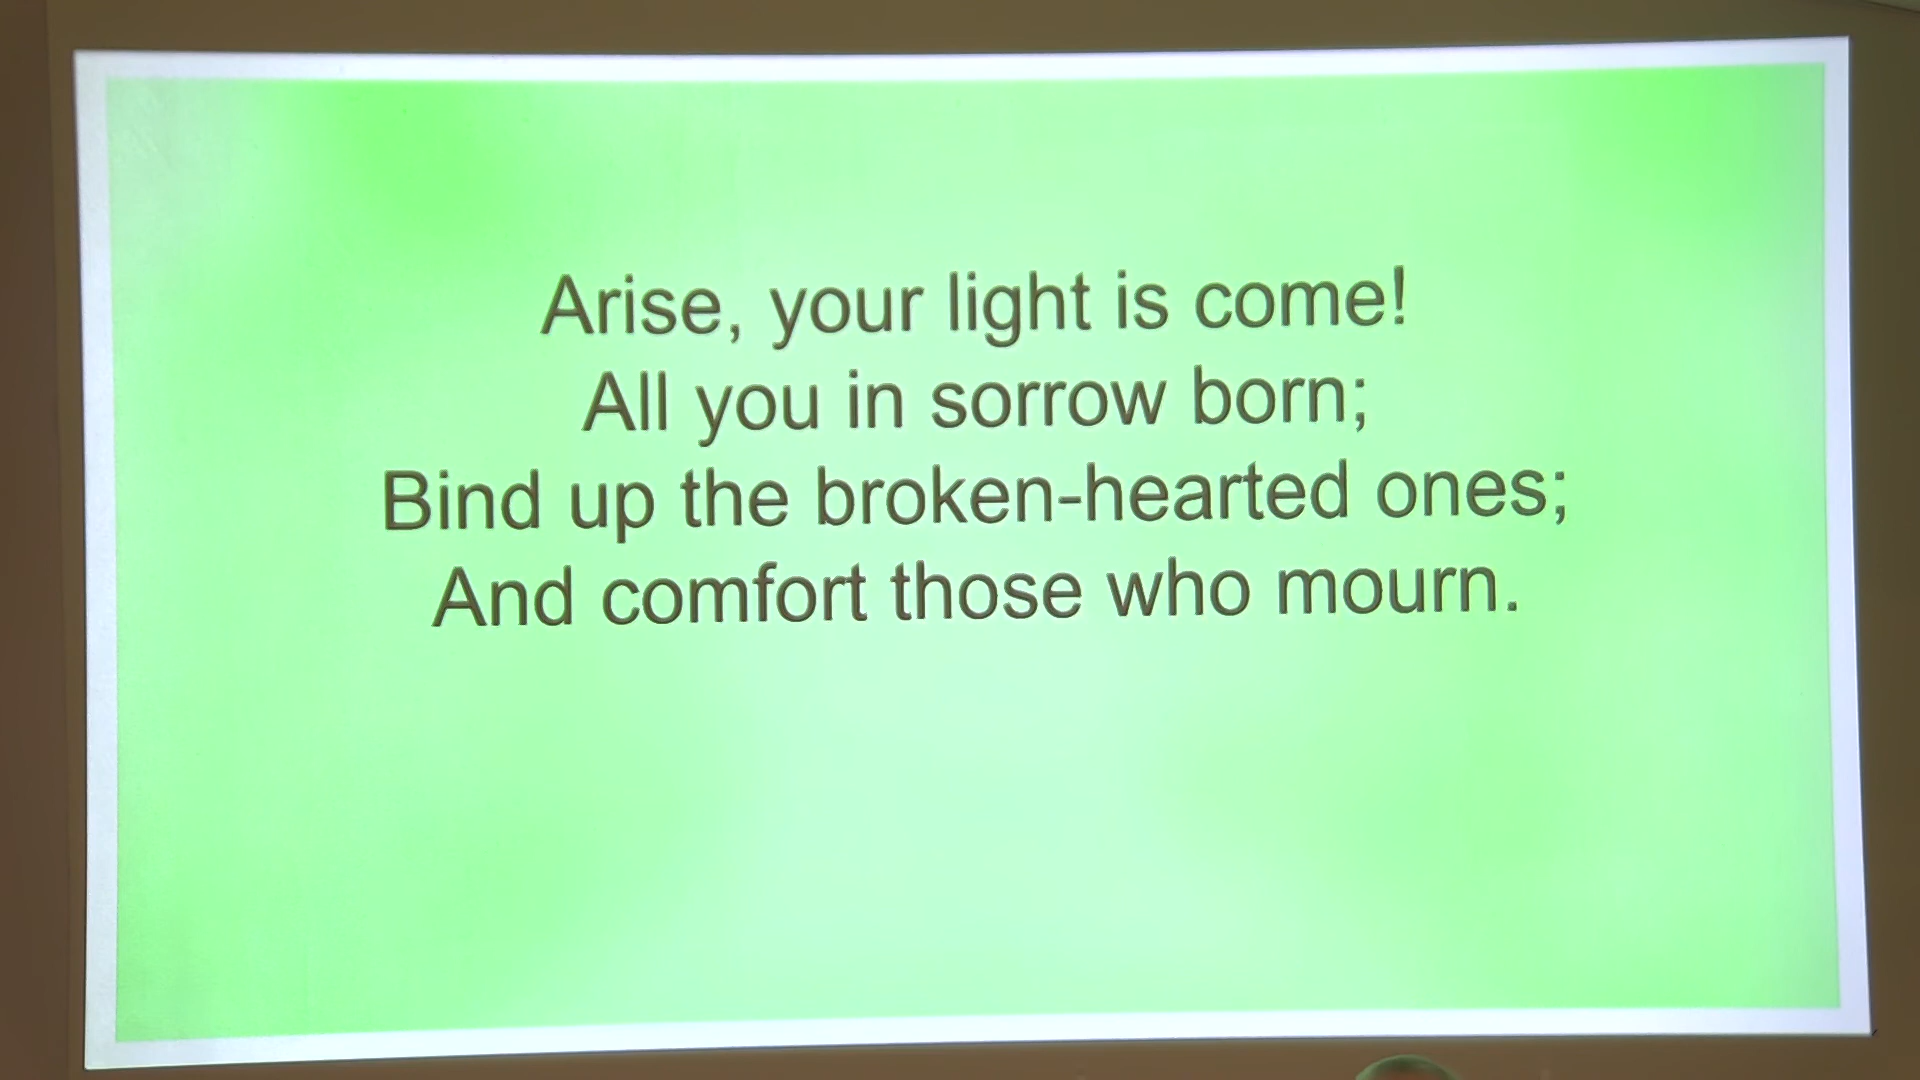 Arise, your light is come!
All you in sorrow born;
Bind up the broken-hearted ones;
And comfort those who mourn.